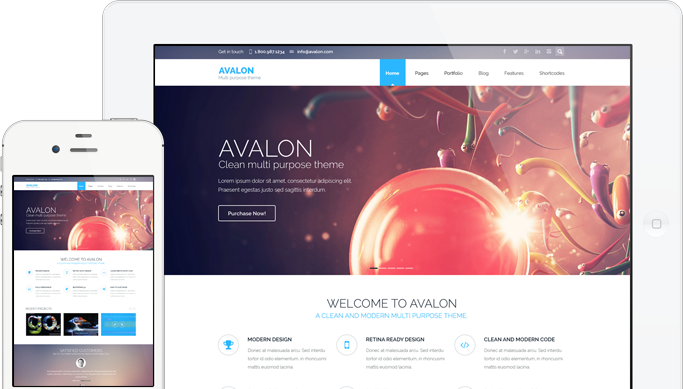 Get in touch 1.800.987.1234 info@avalon.com
AVALON
Multi purpose theme
Home Pages Portfolio Blog Features Shortcodes
AVALON
Clean multi purpose theme
Lorem ipsum dolor sit amet, consectetur adipiscing elit.
Praesent egestas justo sed sagittis interdum.
Purchase Now!
WELCOME TO AVALON
A CLEAN AND MODERN MULTI PURPOSE THEME.
MODERN DESIGN
Donec at malesuada arcu. Sed interdu
tortor id odio elementum, in rhoncusmi
mattis euismod lacinia.
RETINA READY DESIGN
Donec at malesuada arcu. Sed interdu
tortor id odio elementum, in rhoncusmi
mattis euismod lacinia.
CLEAN AND MODERN CODE
Donec at malesuada arcu. Sed interdu
tortor id odio elementum, in rhoncusmi
mattis euismod lacinia.
AVALON
AVALON
Clean multi purpose theme
WELCOME TO AVALON